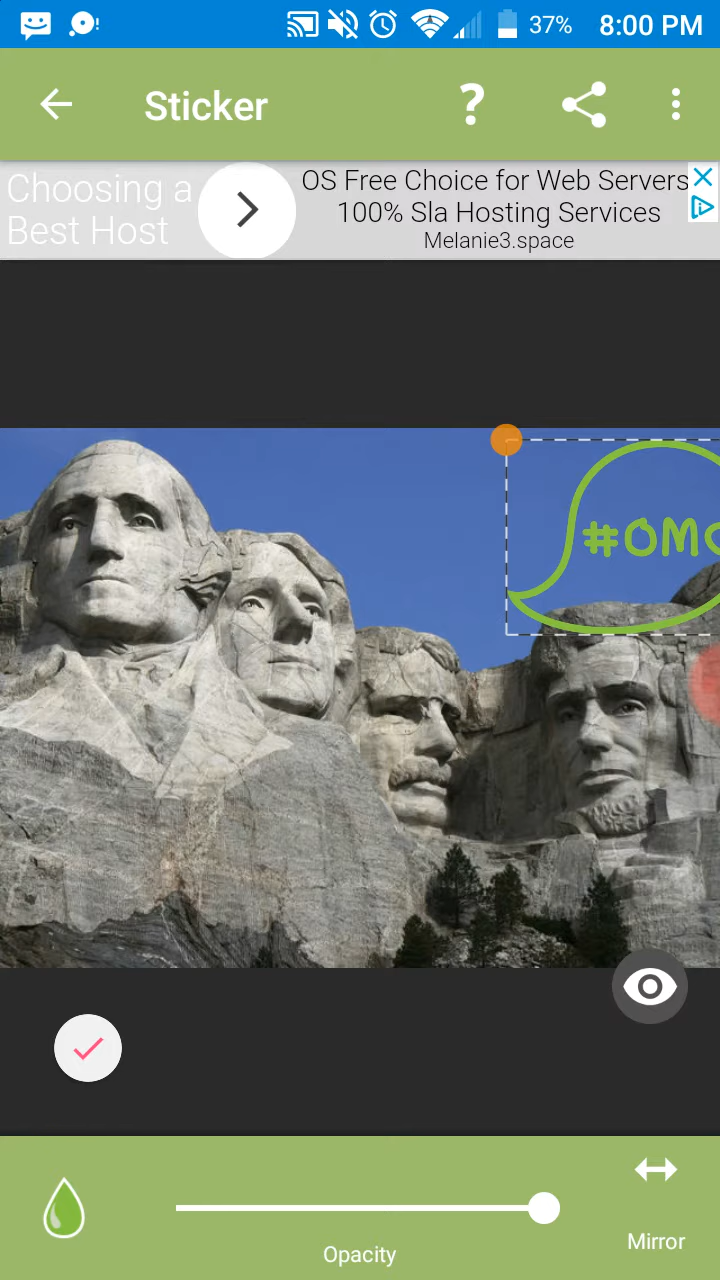 37% 8:00 PM
Sticker
Choosing a
Best Host
OS Free Choice for Web Servers
100% Sla Hosting Services
Melanie3.space
#OMG
Opacity
Mirror